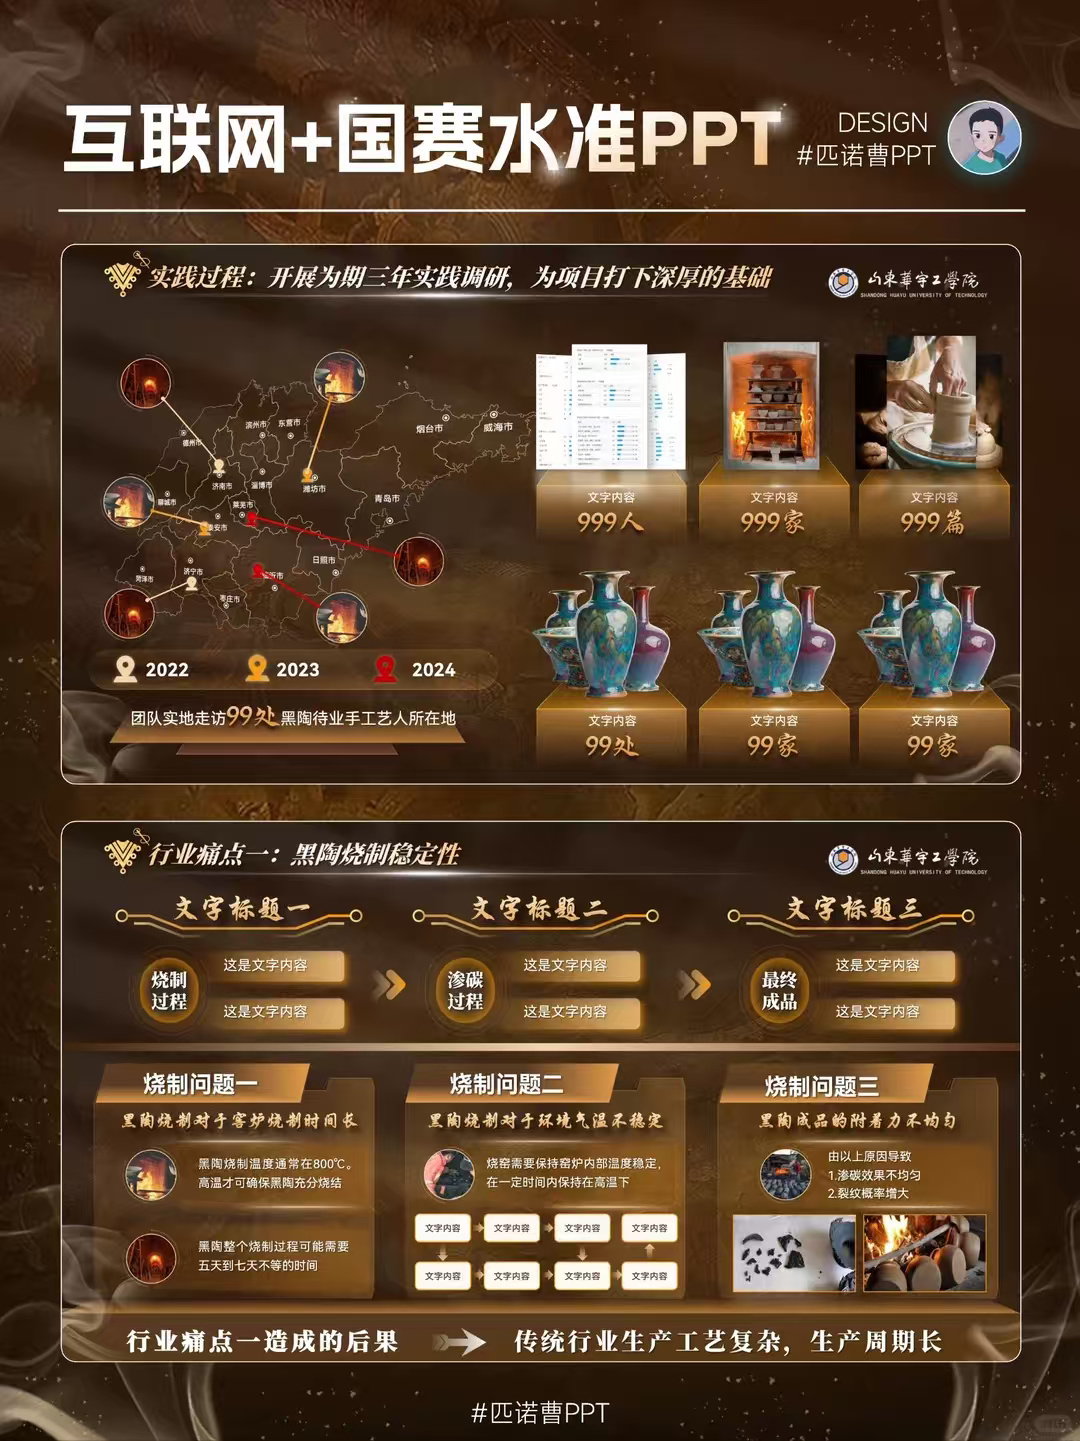 互联网+国赛水准PPT
DESIGN
#匹诺曹PPT
实践过程：开展为期三年实践调研，为项目打下深厚的基础
山东华宇工学院
SHANDONG HUAYU UNIVERSITY OF TECHNOLOGY
滨州市
东营市
烟台市
威海市
德州市
济南市
淄博市
潍坊市
青岛市
聊城市
莱芜市
泰安市
日照市
菏泽市
济宁市
枣庄市
2022
2023
2024
团队实地走访99处黑陶待业手工艺人所在地
文字内容
999人
文字内容
999家
文字内容
999篇
文字内容
99处
文字内容
99家
文字内容
99家
行业痛点一：黑陶烧制稳定性
山东华宇工学院
SHANDONG HUAYU UNIVERSITY OF TECHNOLOGY
文字标题一
烧制
过程
这是文字内容
这是文字内容
文字标题二
渗碳
过程
这是文字内容
这是文字内容
文字标题三
最终
成品
这是文字内容
这是文字内容
烧制问题一
黑陶烧制对于窑炉烧制时间长
黑陶烧制温度通常在800℃。
高温才可确保黑陶充分烧结
黑陶整个烧制过程可能需要
五天到七天不等的时间
烧制问题二
黑陶烧制对于环境气温不稳定
烧窑需要保持窑炉内部温度稳定，
在一定时间内保持在高温下
文字内容
文字内容
文字内容
文字内容
文字内容
文字内容
文字内容
文字内容
烧制问题三
黑陶成品的附着力不均匀
由以上原因导致
1.渗碳效果不均匀
2.裂纹概率增大
行业痛点一造成的后果
传统行业生产工艺复杂，生产周期长
#匹诺曹PPT